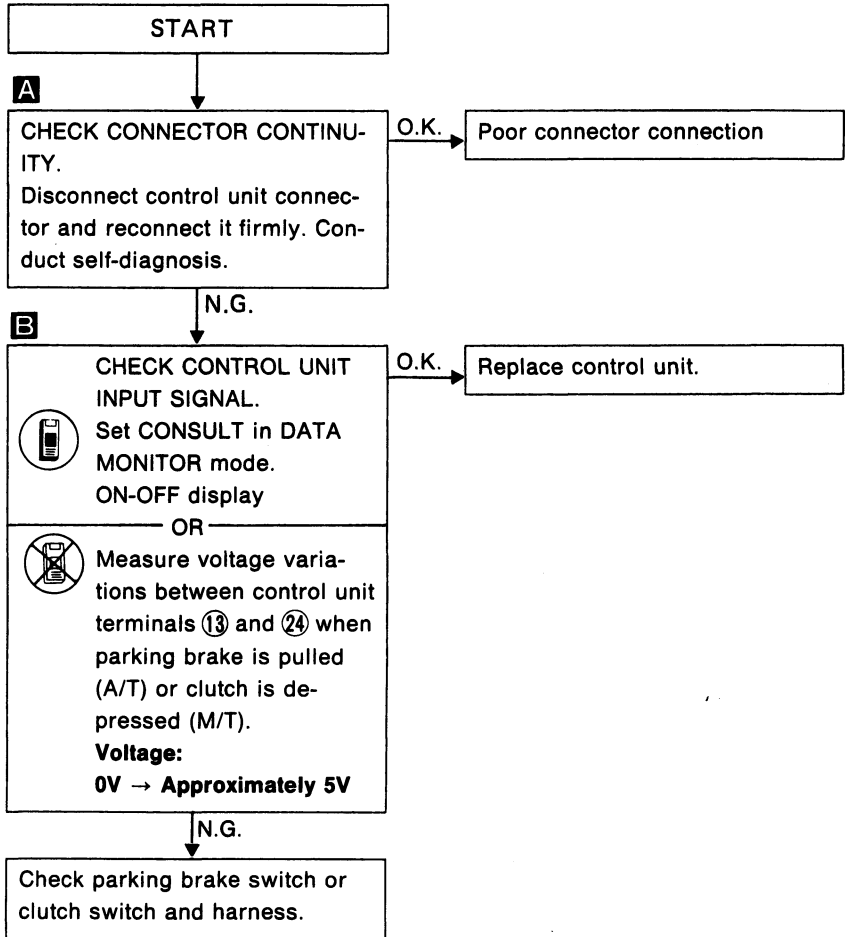 START
A
CHECK CONNECTOR CONTINU-
ITY.
Disconnect control unit connec-
tor and reconnect it firmly. Con-
duct self-diagnosis.
O.K.
Poor connector connection
N.G.
B
CHECK CONTROL UNIT
INPUT SIGNAL.
Set CONSULT in DATA
MONITOR mode.
ON-OFF display
O.K.
Replace control unit.
OR
Measure voltage varia-
tions between control unit
terminals ⑬ and ㉔ when
parking brake is pulled
(A/T) or clutch is de-
pressed (M/T).
Voltage:
0V → Approximately 5V
N.G.
Check parking brake switch or
clutch switch and harness.